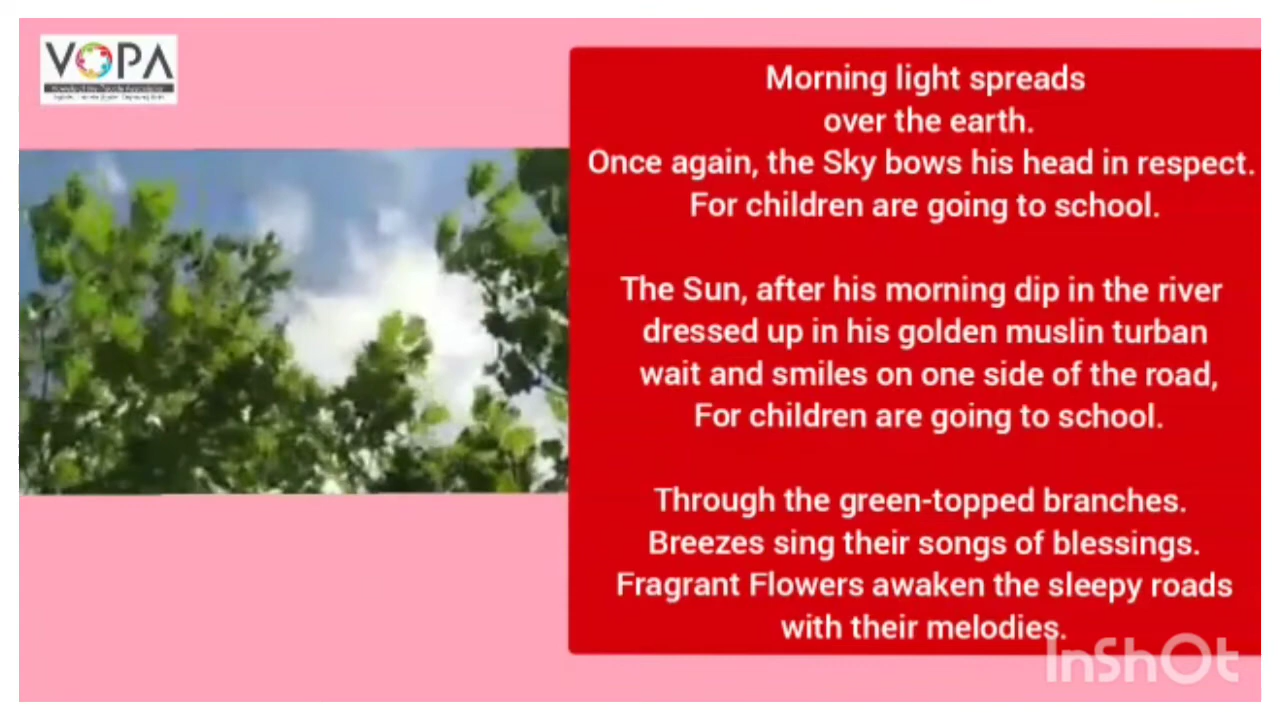 VOPA
Morning light spreads
over the earth.
Once again, the Sky bows his head in respect.
For children are going to school.
The Sun, after his morning dip in the river
dressed up in his golden muslin turban
wait and smiles on one side of the road,
For children are going to school.
Through the green-topped branches.
Breezes sing their songs of blessings.
Fragrant Flowers awaken the sleepy roads
with their melodies.
InShOt